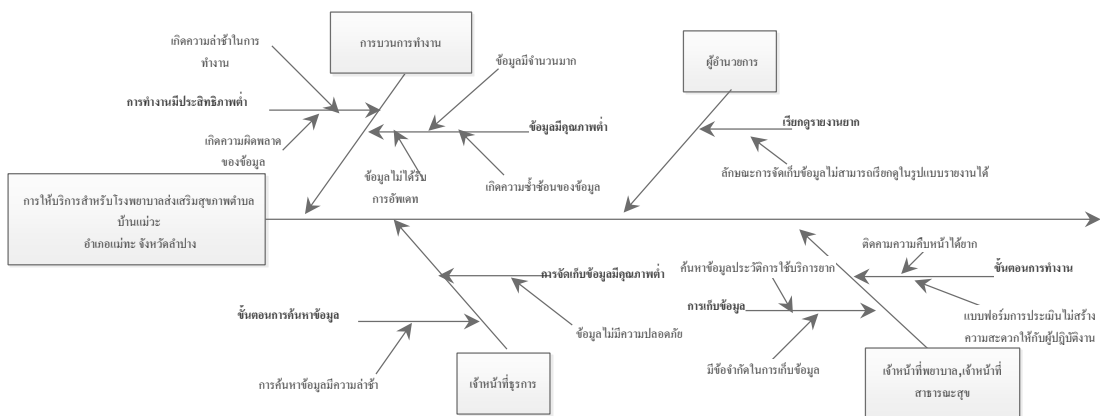 เกิดความล่าช้าในการ
ทำงาน
การบวนการทำงาน
ข้อมูลมีจำนวนมาก
ผู้อำนวยการ
การทำงานมีประสิทธิภาพต่ำ
ข้อมูลมีคุณภาพต่ำ
เรียกดูรายงานยาก
เกิดความผิดพลาด
ของข้อมูล
ข้อมูลไม่ได้รับ
การอัพเดท
เกิดความซ้ำซ้อนของข้อมูล
ลักษณะการจัดเก็บข้อมูลไม่สามารถเรียกดูในรูปแบบรายงานได้
การให้บริการสำหรับโรงพยาบาลส่งเสริมสุขภาพตำบล
บ้านแม่วะ
อำเภอแม่ทะ จังหวัดลำปาง
ติดตามความคืบหน้าได้ยาก
การจัดเก็บข้อมูลมีคุณภาพต่ำ
ค้นหาข้อมูลประวัติการใช้บริการยาก
ขั้นตอนการทำงาน
ขั้นตอนการค้นหาข้อมูล
การเก็บข้อมูล
แบบฟอร์มการประเมินไม่สร้าง
ความสะดวกให้กับผู้ปฏิบัติงาน
ข้อมูลไม่มีความปลอดภัย
การค้นหาข้อมูลมีความล่าช้า
เจ้าหน้าที่ธุรการ
มีข้อจำกัดในการเก็บข้อมูล
เจ้าหน้าที่พยาบาล,เจ้าหน้าที่
สาธารณะสุข